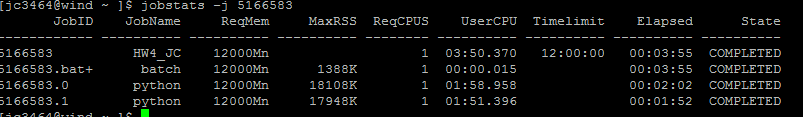 [jc3464@wind ~ ]$ jobstats -j 5166583
JobID JobName ReqMem MaxRSS ReqCPUS UserCPU Timelimit Elapsed State
---------- ---------- ---------- ---------- ---------- ---------- ---------- ---------- ----------
5166583 HW4_JC 12000Mn 1 03:50.370 12:00:00 00:03:55 COMPLETED
5166583.bat+ batch 12000Mn 1388K 1 00:00.015 00:03:55 COMPLETED
5166583.0 python 12000Mn 18108K 1 01:58.958 00:02:02 COMPLETED
5166583.1 python 12000Mn 17948K 1 01:51.396 00:01:52 COMPLETED
[jc3464@wind ~ ]$